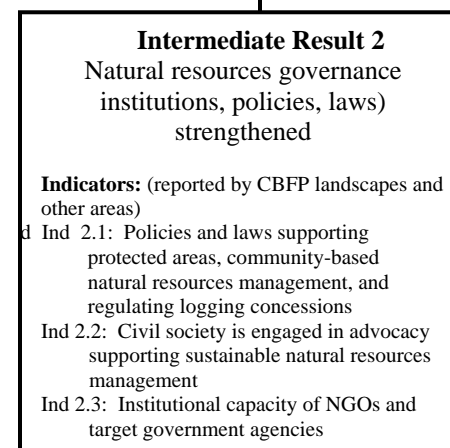 Intermediate Result 2
Natural resources governance
institutions, policies, laws)
strengthened
Indicators: (reported by CBFP landscapes and
other areas)
d Ind 2.1: Policies and laws supporting
protected areas, community-based
natural resources management, and
regulating logging concessions
Ind 2.2: Civil society is engaged in advocacy
supporting sustainable natural resources
management
Ind 2.3: Institutional capacity of NGOs and
target government agencies